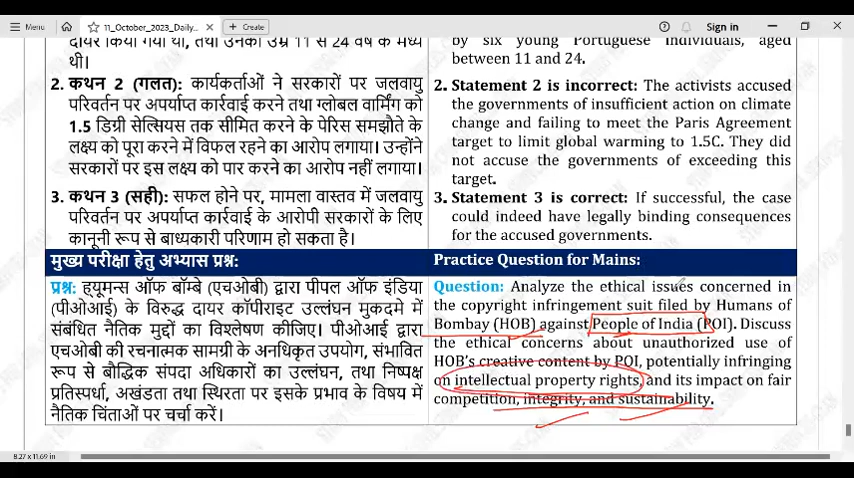 Menu
11_October_2023_Daily...
+ Create
Sign in
दायर किया गया था, तथा उनकी उम्र 11 से 24 वर्ष के मध्य
थी।
2. कथन 2 (गलत): कार्यकर्ताओं ने सरकारों पर जलवायु
परिवर्तन पर अपर्याप्त कार्रवाई करने तथा ग्लोबल वार्मिंग को
1.5 डिग्री सेल्सियस तक सीमित करने के पेरिस समझौते के
लक्ष्य को पूरा करने में विफल रहने का आरोप लगाया। उन्होंने
सरकारों पर इस लक्ष्य को पार करने का आरोप नहीं लगाया।
3. कथन 3 (सही): सफल होने पर, मामला वास्तव में जलवायु
परिवर्तन पर अपर्याप्त कार्रवाई के आरोपी सरकारों के लिए
कानूनी रूप से बाध्यकारी परिणाम हो सकता है।
by six young Portuguese individuals, aged
between 11 and 24.
2. Statement 2 is incorrect: The activists accused
the governments of insufficient action on climate
change and failing to meet the Paris Agreement
target to limit global warming to 1.5C. They did
not accuse the governments of exceeding this
target.
3. Statement 3 is correct: If successful, the case
could indeed have legally binding consequences
for the accused governments.
मुख्य परीक्षा हेतु अभ्यास प्रश्न:
Practice Question for Mains:
प्रश्न: ह्यूमन्स ऑफ बॉम्बे (एचओबी) द्वारा पीपल ऑफ इंडिया
(पीओआई) के विरुद्ध दायर कॉपीराइट उल्लंघन मुकदमे में
संबंधित नैतिक मुद्दों का विश्लेषण कीजिए। पीओआई द्वारा
एचओबी की रचनात्मक सामग्री के अनधिकृत उपयोग, संभावित
रूप से बौद्धिक संपदा अधिकारों का उल्लंघन, तथा निष्पक्ष
प्रतिस्पर्धा, अखंडता तथा स्थिरता पर इसके प्रभाव के विषय में
नैतिक चिंताओं पर चर्चा करें।
Question: Analyze the ethical issues concerned in
the copyright infringement suit filed by Humans of
Bombay (HOB) against People of India (POI). Discuss
the ethical concerns about unauthorized use of
HOB's creative content by POI, potentially infringing
on intellectual property rights, and its impact on fair
competition, integrity, and sustainability.
8.27 x 11.69 in